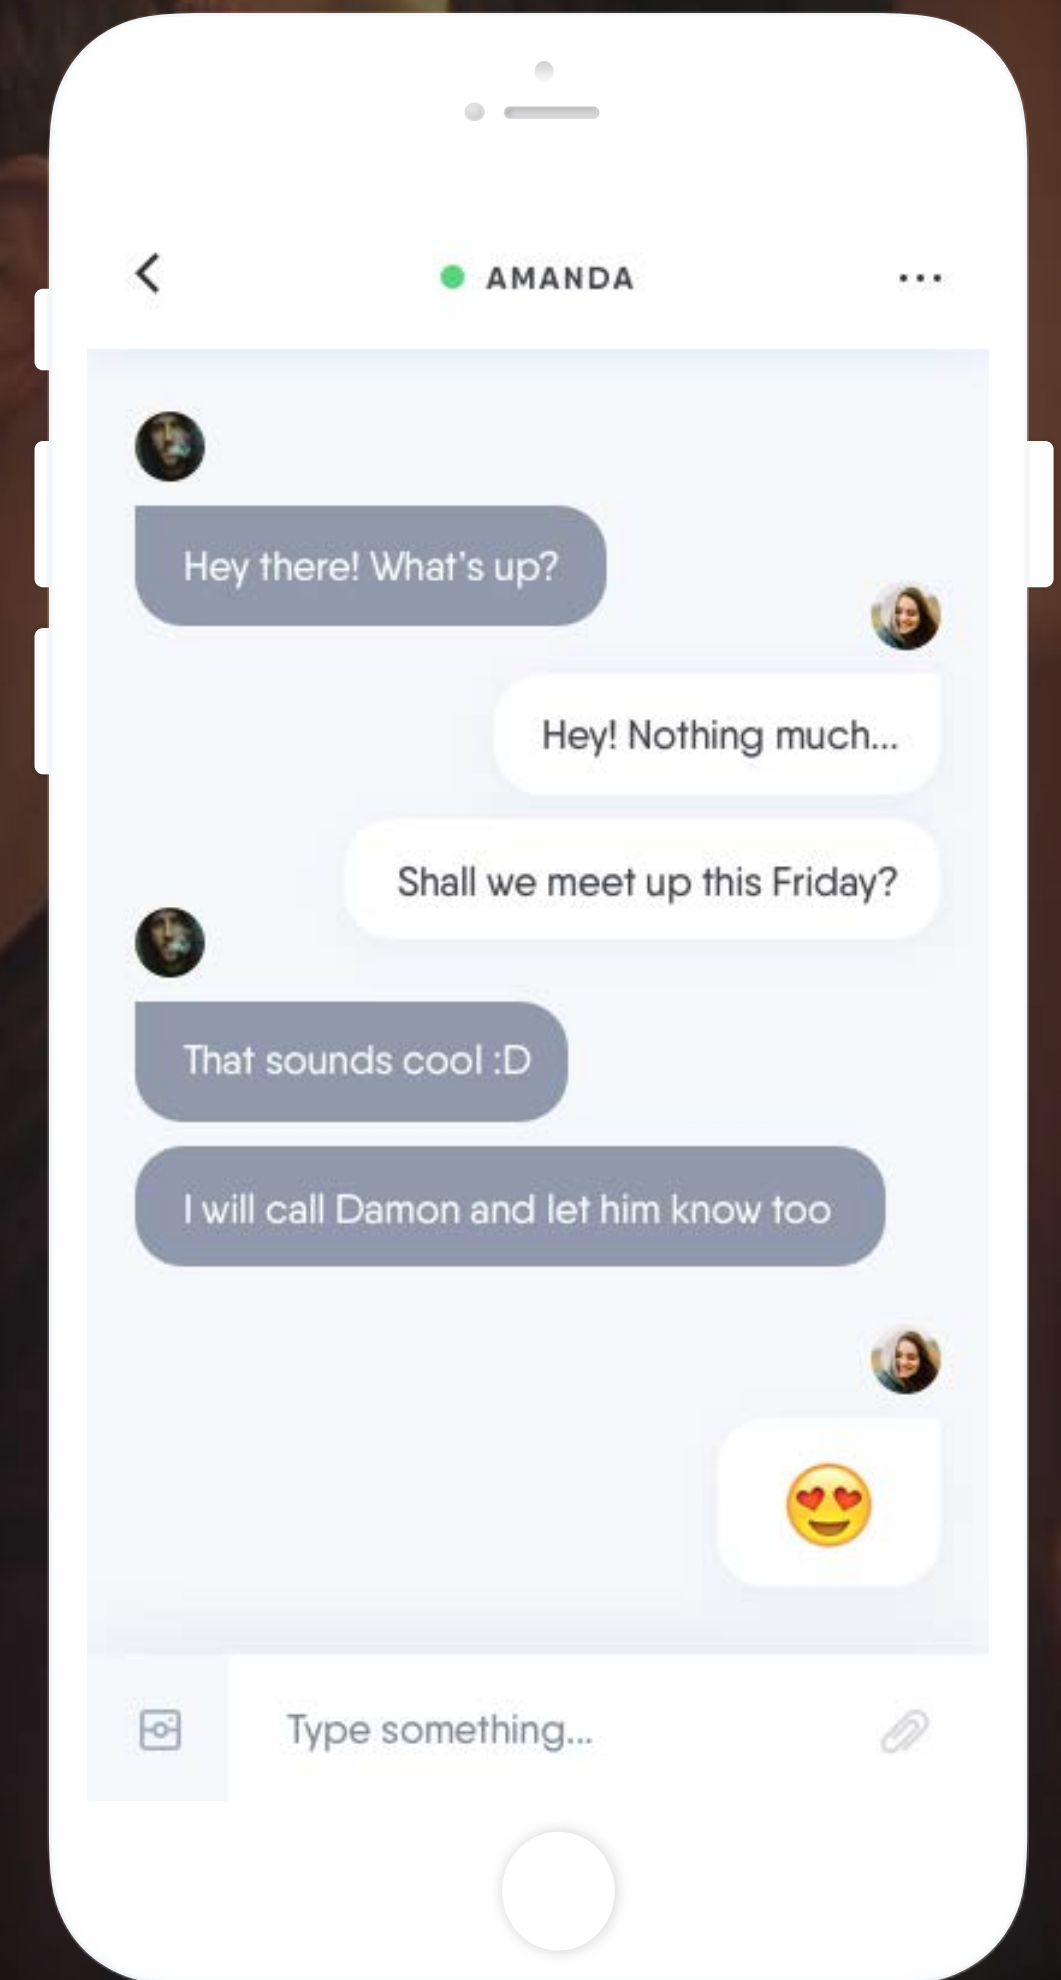 AMANDA
Hey there! What's up?
Hey! Nothing much...
Shall we meet up this Friday?
That sounds cool :D
I will call Damon and let him know too
😍
Type something...